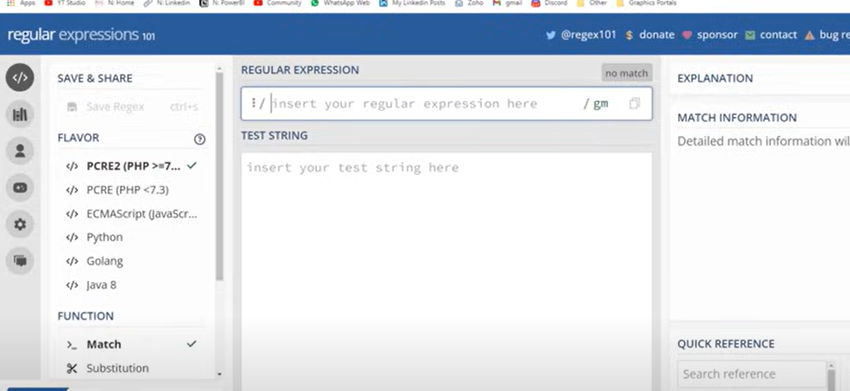 Apps YT Studio N: Home N: Linkedin N: PowerBI Community WhatsApp Web My Linkedin Posts Zoho gmail Discord Other Graphics Portals
regular expressions 101
@regex101 $ donate sponsor contact bug re
SAVE & SHARE
Save Regex ctrl+s
FLAVOR
</> PCRE2 (PHP >=7...
</> PCRE (PHP <7.3)
</> ECMAScript (JavaScr...
</> Python
</> Golang
</> Java 8
FUNCTION
>_ Match
Substitution
REGULAR EXPRESSION no match
/ insert your regular expression here / gm
TEST STRING
insert your test string here
EXPLANATION
MATCH INFORMATION
Detailed match information wil
QUICK REFERENCE
Search reference